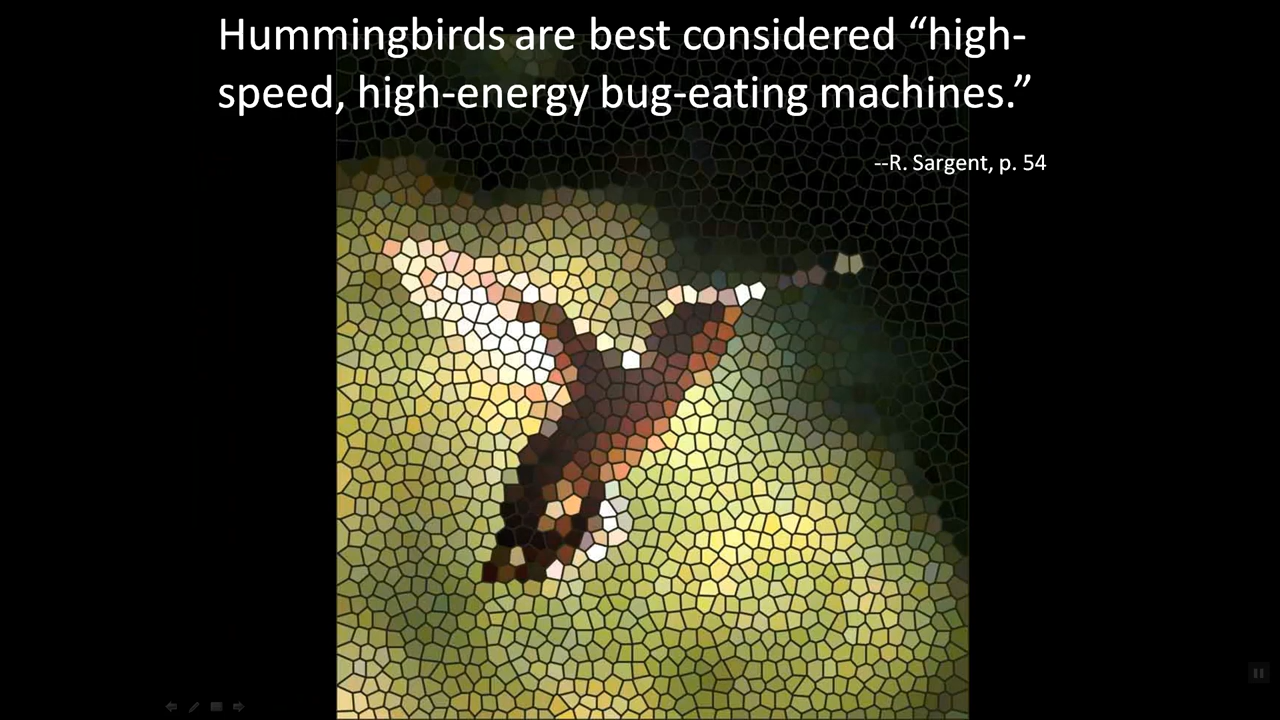 Hummingbirds are best considered “high-
speed, high-energy bug-eating machines.”
--R. Sargent, p. 54